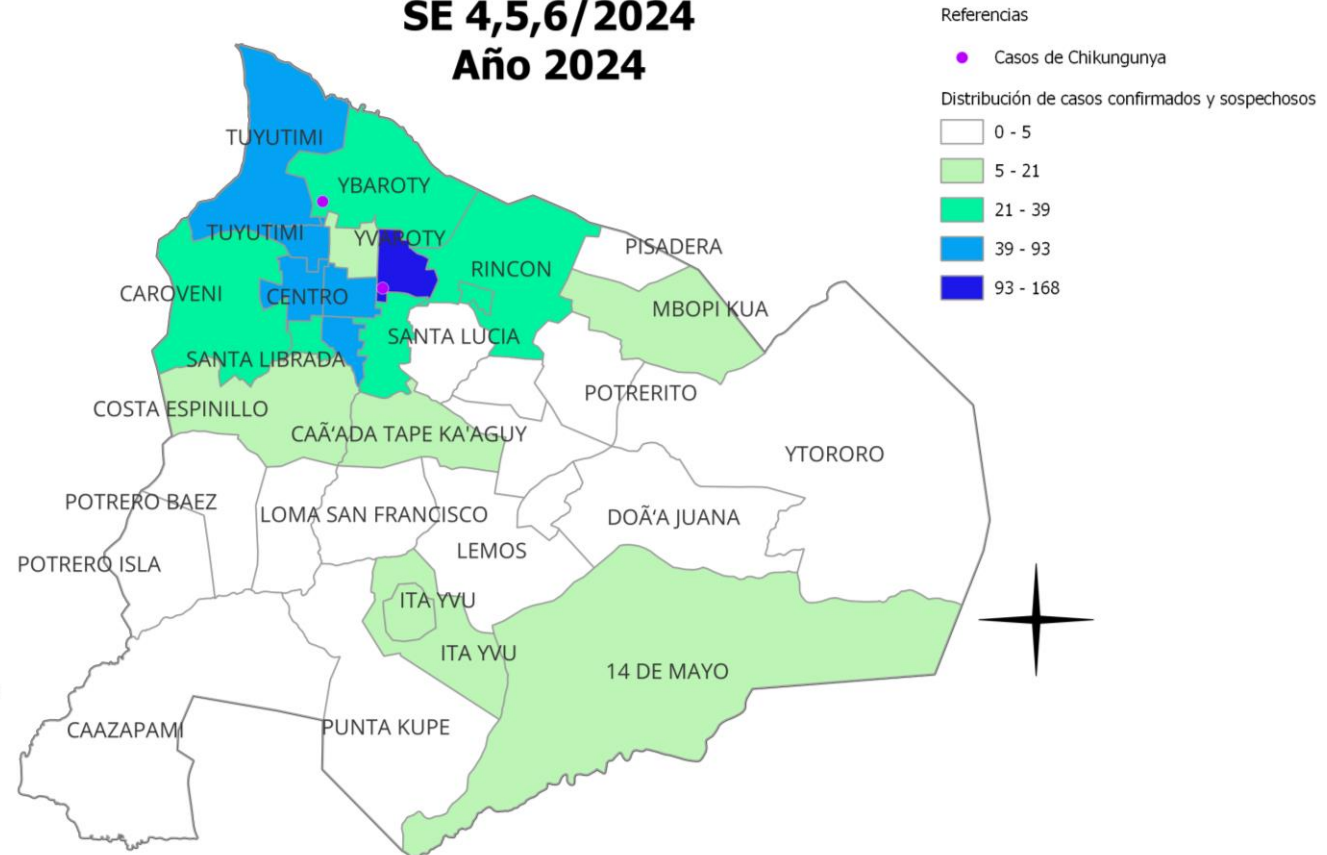 SE 4,5,6/2024
Año 2024
Referencias
Casos de Chikungunya
Distribución de casos confirmados y sospechosos
0 - 5
5 - 21
21 - 39
39 - 93
93 - 168
TUYUTIMI
YBAROTY
TUYUTIMI
YVAROTY
PISADERA
RINCON
CAROVENI
CENTRO
MBOPI KUA
SANTA LUCIA
SANTA LIBRADA
POTRERITO
COSTA ESPINILLO
CAÃ'ADA TAPE KA'AGUY
YTORORO
POTRERO BAEZ
LOMA SAN FRANCISCO
DOÃ'A JUANA
LEMOS
POTRERO ISLA
ITA YVU
ITA YVU
14 DE MAYO
PUNTA KUPE
CAAZAPAMI